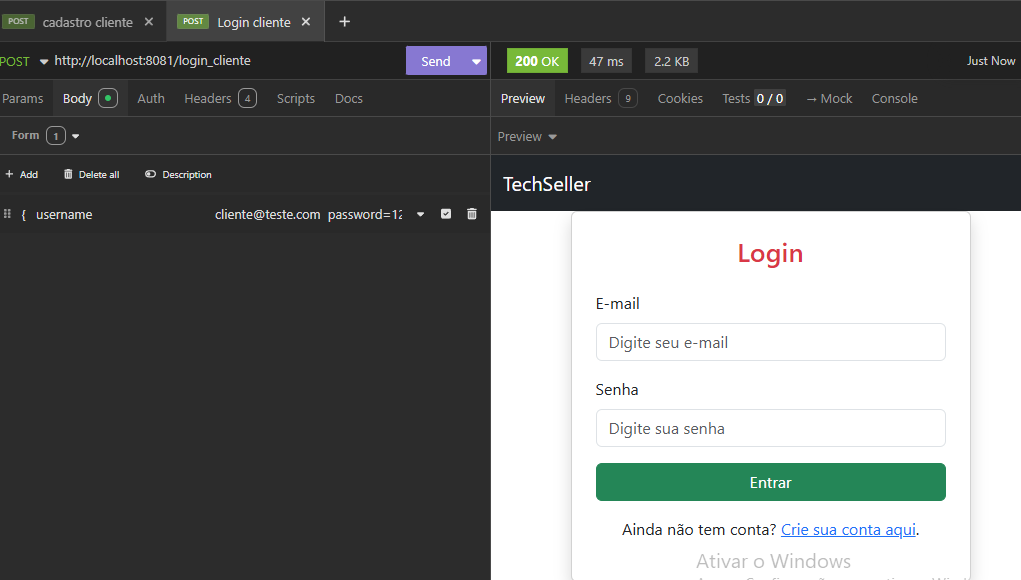 POST cadastro cliente × POST Login cliente × +
POST http://localhost:8081/login_cliente Send
200 OK 47 ms 2.2 KB Just Now
Params Body Auth Headers 4 Scripts Docs
Preview Headers 9 Cookies Tests 0 / 0 → Mock Console
Form 1
Preview
+ Add Delete all Description
{ username cliente@teste.com password=12
TechSeller
Login
E-mail
Digite seu e-mail
Senha
Digite sua senha
Entrar
Ainda não tem conta? Crie sua conta aqui.
Ativar o Windows